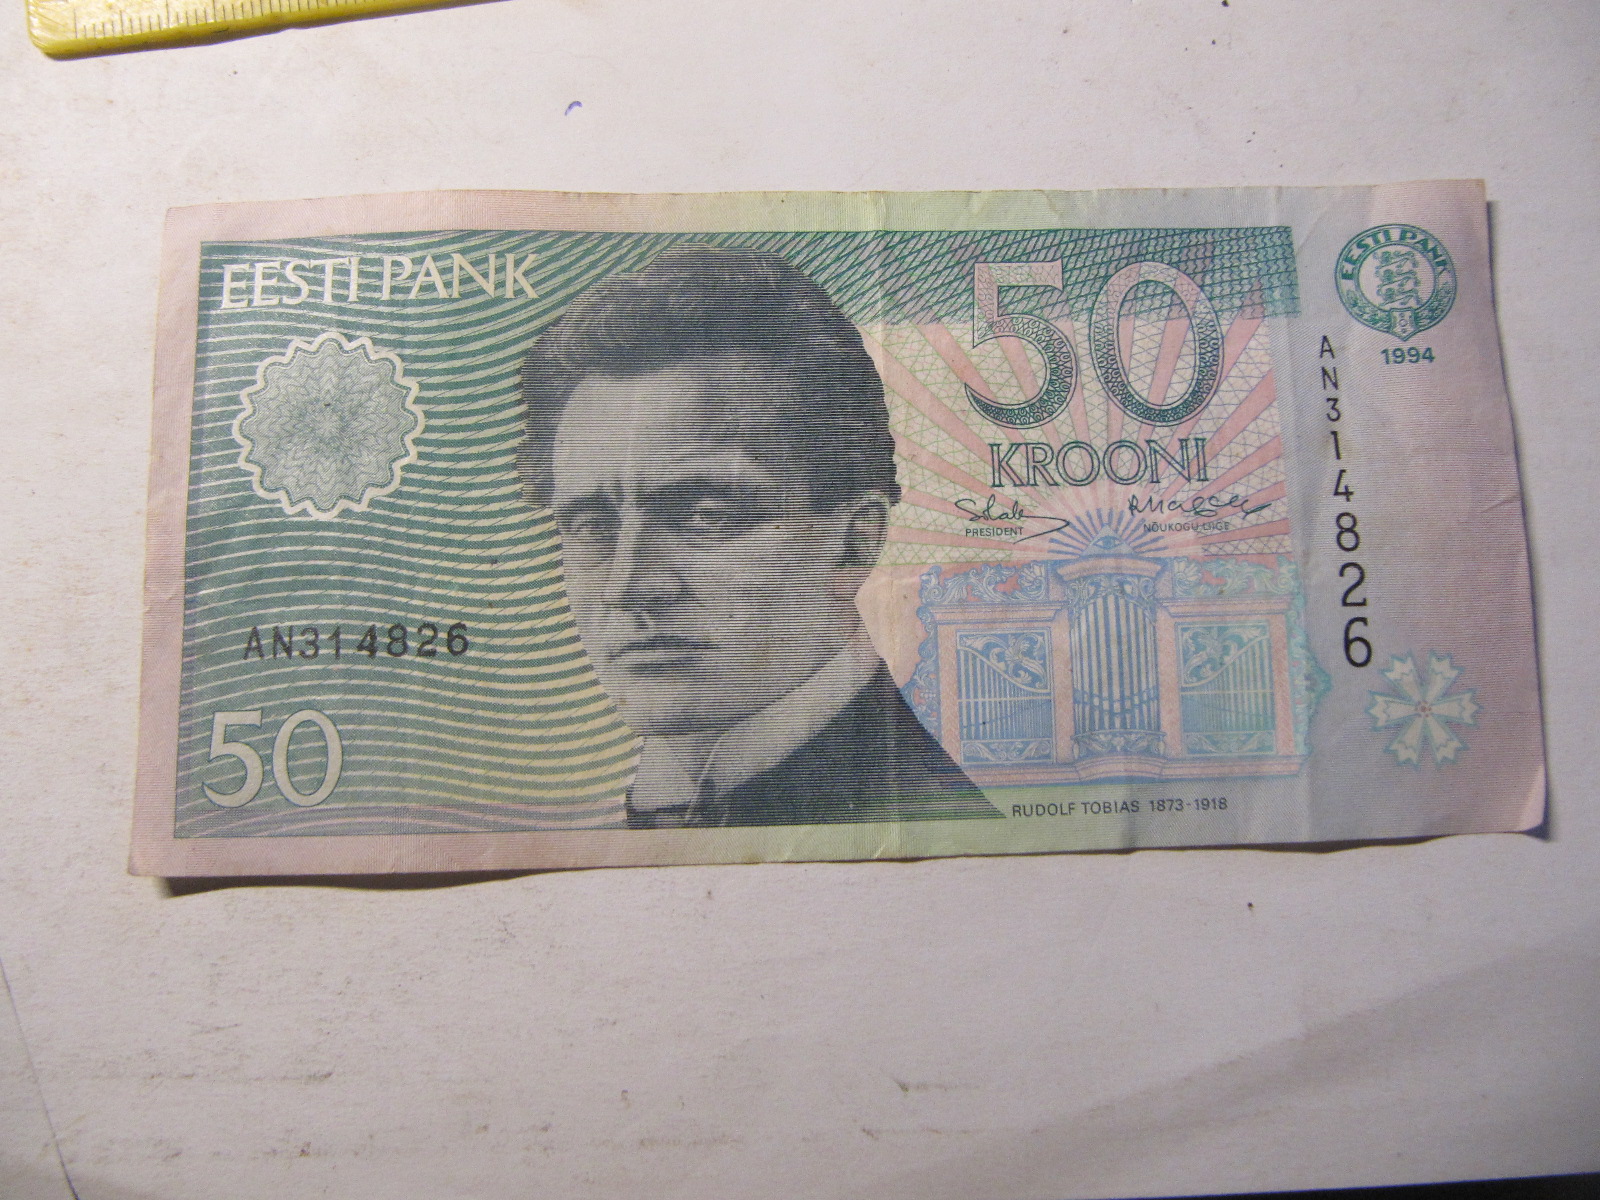 EESTI PANK
50
KROONI
PRESIDENT
NÕUKOGU LIIGE
EESTI PANK
1994
AN314826
AN314826
50
RUDOLF TOBIAS 1873-1918